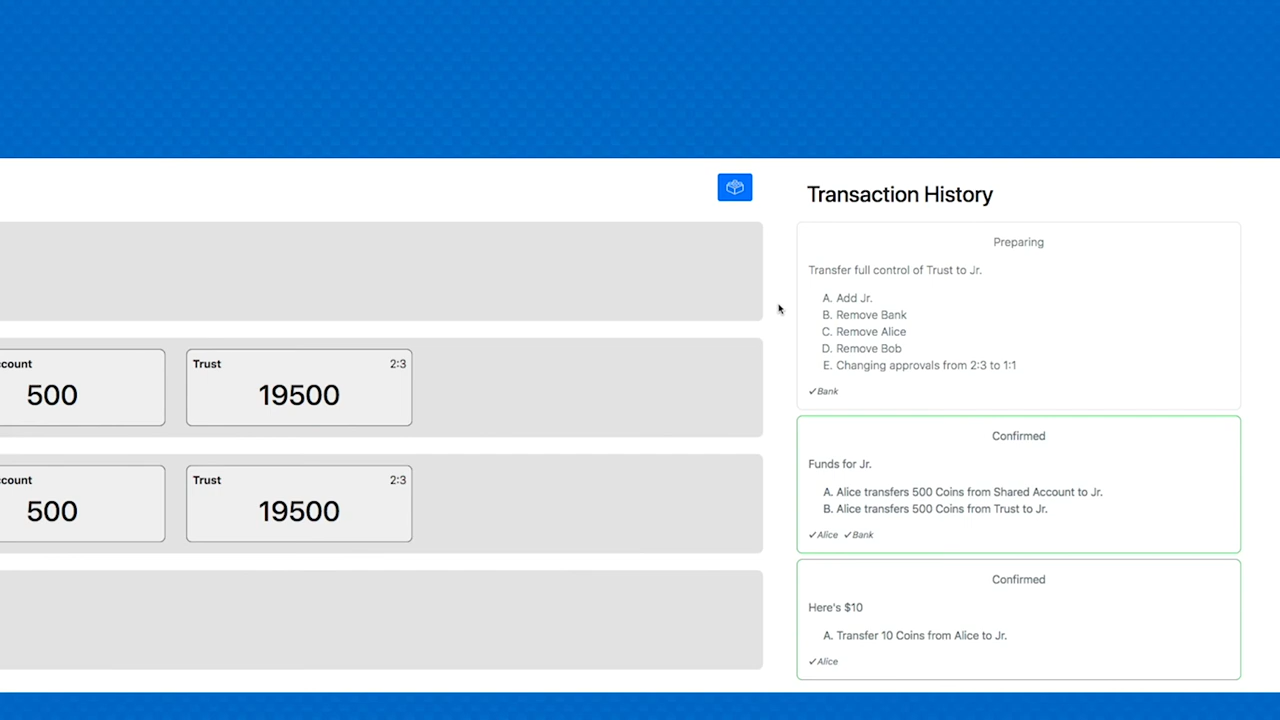 Transaction History
Preparing
Transfer full control of Trust to Jr.
A. Add Jr.
B. Remove Bank
C. Remove Alice
D. Remove Bob
E. Changing approvals from 2:3 to 1:1
✓Bank
count
500
Trust
2:3
19500
Confirmed
Funds for Jr.
A. Alice transfers 500 Coins from Shared Account to Jr.
B. Alice transfers 500 Coins from Trust to Jr.
✓Alice ✓Bank
count
500
Trust
2:3
19500
Confirmed
Here's $10
A. Transfer 10 Coins from Alice to Jr.
✓Alice